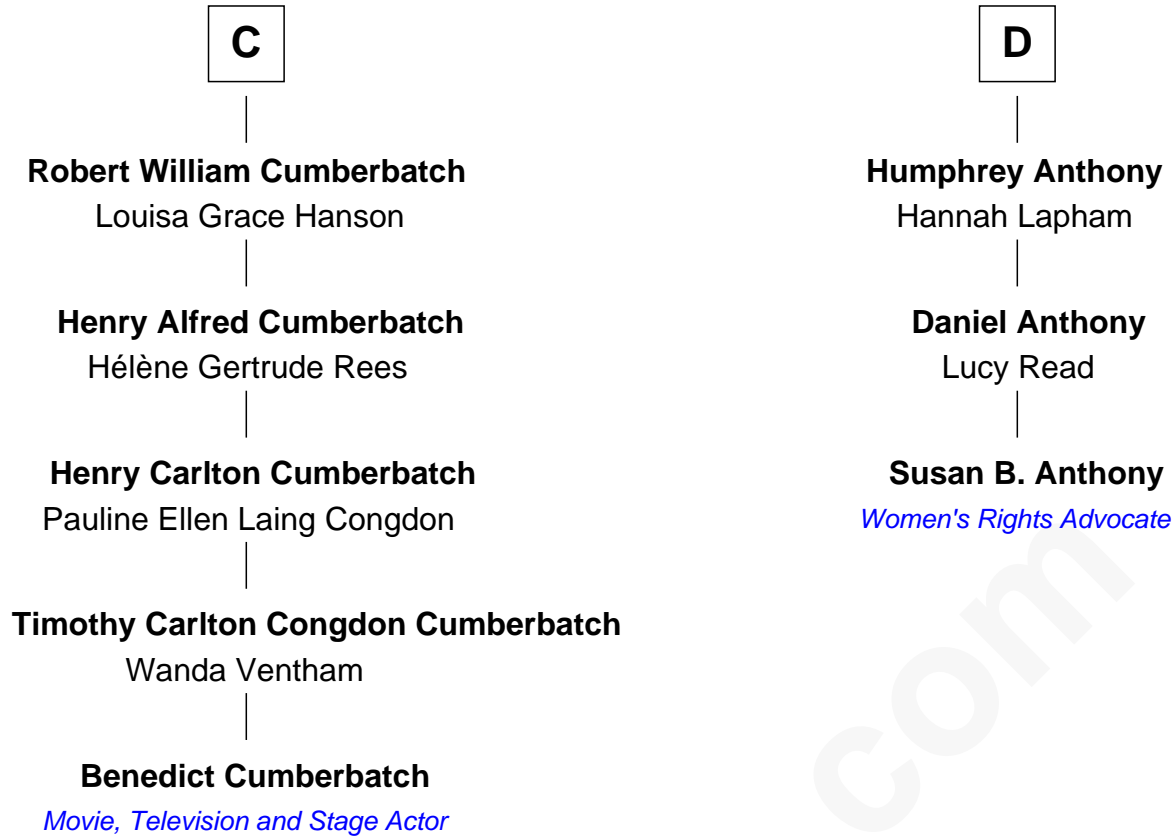 C
Robert William Cumberbatch
Louisa Grace Hanson
Henry Alfred Cumberbatch
Hélène Gertrude Rees
Henry Carlton Cumberbatch
Pauline Ellen Laing Congdon
Timothy Carlton Congdon Cumberbatch
Wanda Ventham
Benedict Cumberbatch
Movie, Television and Stage Actor
D
Humphrey Anthony
Hannah Lapham
Daniel Anthony
Lucy Read
Susan B. Anthony
Women's Rights Advocate
com